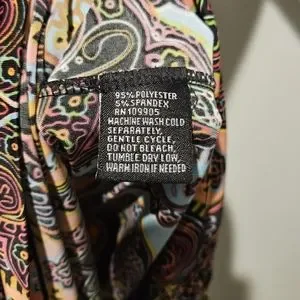 95% POLYESTER
5% SPANDEX
RN 109905
MACHINE WASH COLD
SEPARATELY,
GENTLE CYCLE,
DO NOT BLEACH,
TUMBLE DRY LOW,
WARM IRON IF NEEDED